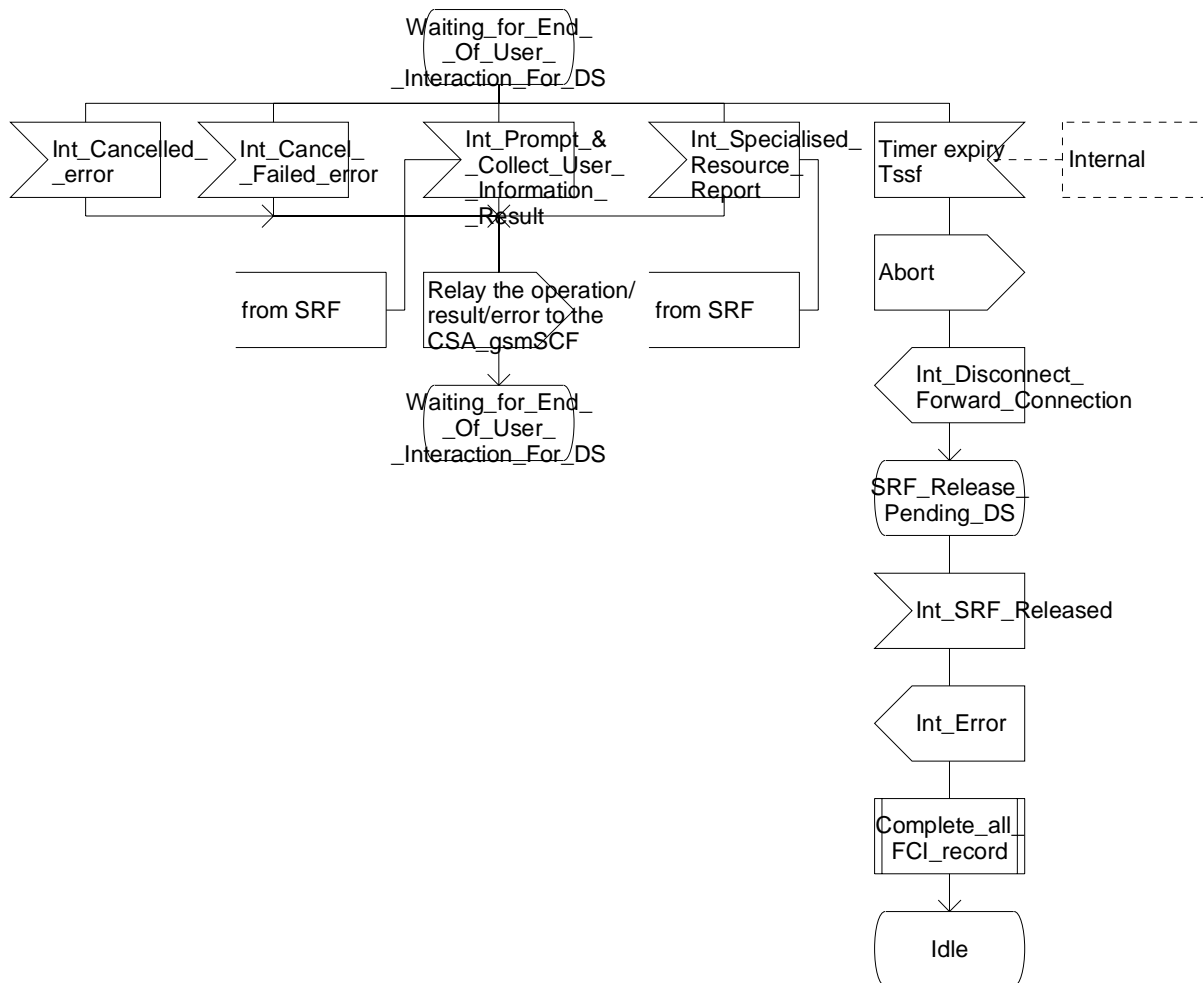 Waiting_for_End_
_Of_User_
_Interaction_For_DS
Int_Cancelled_
_error
Int_Cancel_
_Failed_error
Int_Prompt_&
_Collect_User_
_Information_
_Result
Int_Specialised_
Resource_
Report
Timer expiry
Tssf
Internal
from SRF
Relay the operation/
result/error to the
CSA_gsmSCF
from SRF
Abort
Waiting_for_End_
_Of_User_
_Interaction_For_DS
Int_Disconnect_
Forward_Connection
SRF_Release_
Pending_DS
Int_SRF_Released
Int_Error
Complete_all_
FCI_record
Idle